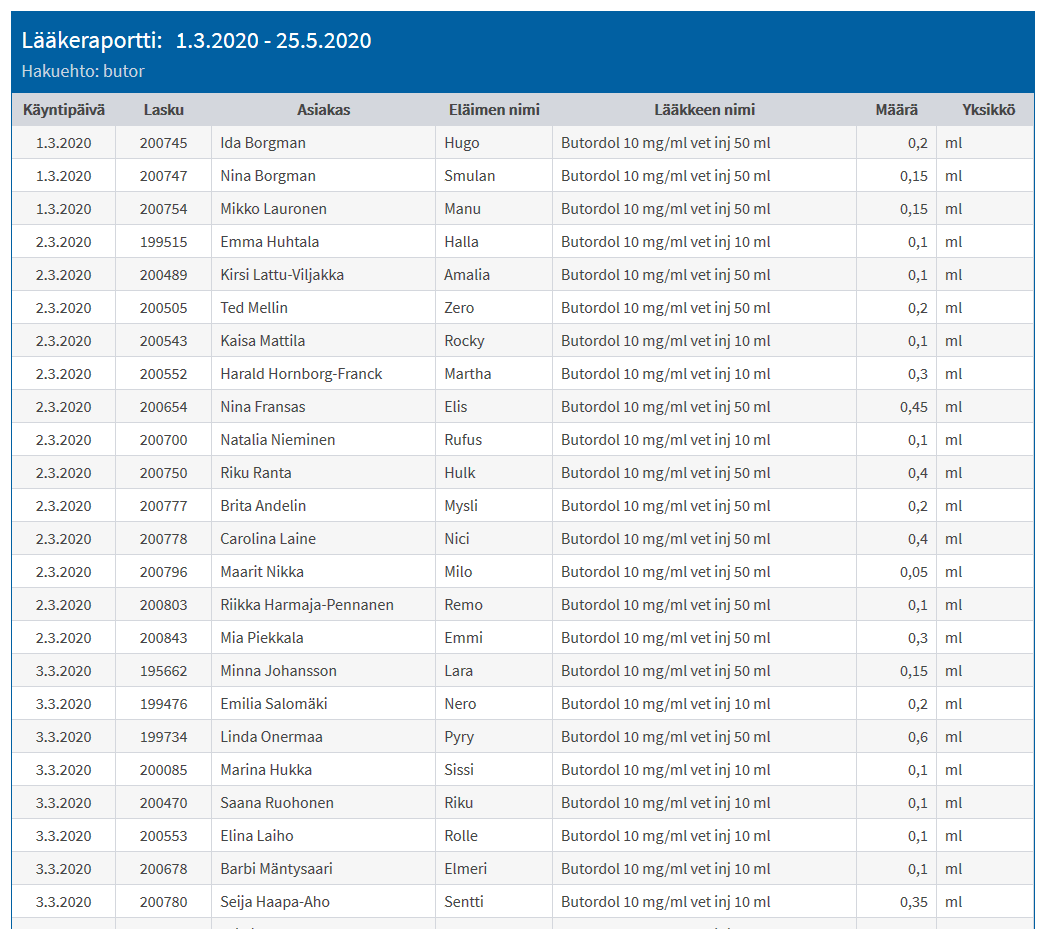 Lääkeraportti: 1.3.2020 - 25.5.2020
Hakuehto: butor
Käyntipäivä Lasku Asiakas Eläimen nimi Lääkkeen nimi Määrä Yksikkö
1.3.2020 200745 Ida Borgman Hugo Butordol 10 mg/ml vet inj 50 ml 0,2 ml
1.3.2020 200747 Nina Borgman Smulan Butordol 10 mg/ml vet inj 50 ml 0,15 ml
1.3.2020 200754 Mikko Lauronen Manu Butordol 10 mg/ml vet inj 50 ml 0,15 ml
2.3.2020 199515 Emma Huhtala Halla Butordol 10 mg/ml vet inj 10 ml 0,1 ml
2.3.2020 200489 Kirsi Lattu-Viljakka Amalia Butordol 10 mg/ml vet inj 50 ml 0,1 ml
2.3.2020 200505 Ted Mellin Zero Butordol 10 mg/ml vet inj 50 ml 0,2 ml
2.3.2020 200543 Kaisa Mattila Rocky Butordol 10 mg/ml vet inj 10 ml 0,1 ml
2.3.2020 200552 Harald Hornborg-Franck Martha Butordol 10 mg/ml vet inj 10 ml 0,3 ml
2.3.2020 200654 Nina Fransas Elis Butordol 10 mg/ml vet inj 50 ml 0,45 ml
2.3.2020 200700 Natalia Nieminen Rufus Butordol 10 mg/ml vet inj 10 ml 0,1 ml
2.3.2020 200750 Riku Ranta Hulk Butordol 10 mg/ml vet inj 50 ml 0,4 ml
2.3.2020 200777 Brita Andelin Mysli Butordol 10 mg/ml vet inj 50 ml 0,2 ml
2.3.2020 200778 Carolina Laine Nici Butordol 10 mg/ml vet inj 50 ml 0,4 ml
2.3.2020 200796 Maarit Nikka Milo Butordol 10 mg/ml vet inj 50 ml 0,05 ml
2.3.2020 200803 Riikka Harmaja-Pennanen Remo Butordol 10 mg/ml vet inj 50 ml 0,1 ml
2.3.2020 200843 Mia Piekkala Emmi Butordol 10 mg/ml vet inj 50 ml 0,3 ml
3.3.2020 195662 Minna Johansson Lara Butordol 10 mg/ml vet inj 50 ml 0,15 ml
3.3.2020 199476 Emilia Salomäki Nero Butordol 10 mg/ml vet inj 10 ml 0,2 ml
3.3.2020 199734 Linda Onermaa Pyry Butordol 10 mg/ml vet inj 50 ml 0,6 ml
3.3.2020 200085 Marina Hukka Sissi Butordol 10 mg/ml vet inj 10 ml 0,1 ml
3.3.2020 200470 Saana Ruohonen Riku Butordol 10 mg/ml vet inj 10 ml 0,1 ml
3.3.2020 200553 Elina Laiho Rolle Butordol 10 mg/ml vet inj 10 ml 0,1 ml
3.3.2020 200678 Barbi Mäntysaari Elmeri Butordol 10 mg/ml vet inj 10 ml 0,1 ml
3.3.2020 200780 Seija Haapa-Aho Sentti Butordol 10 mg/ml vet inj 10 ml 0,35 ml